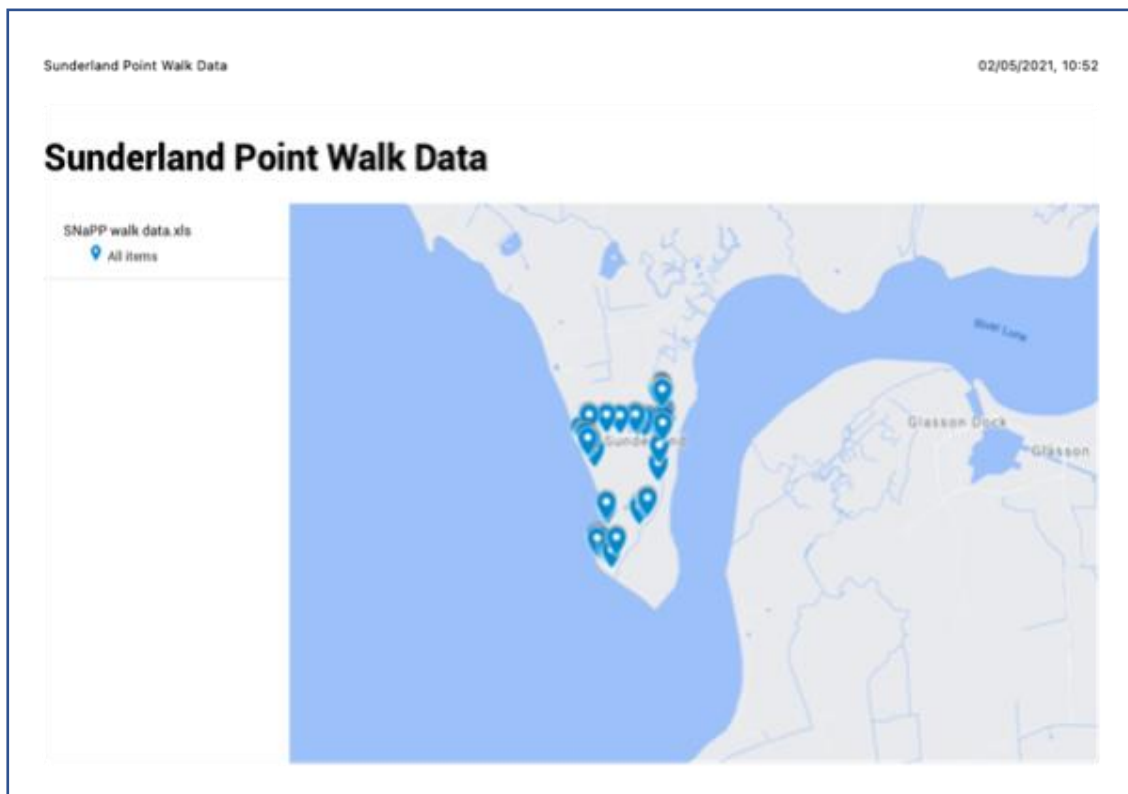 Sunderland Point Walk Data
02/05/2021, 10:52
Sunderland Point Walk Data
SNaPP walk data.xls
All items
River Lune
Glasson Dock
Glasson
Sunderland